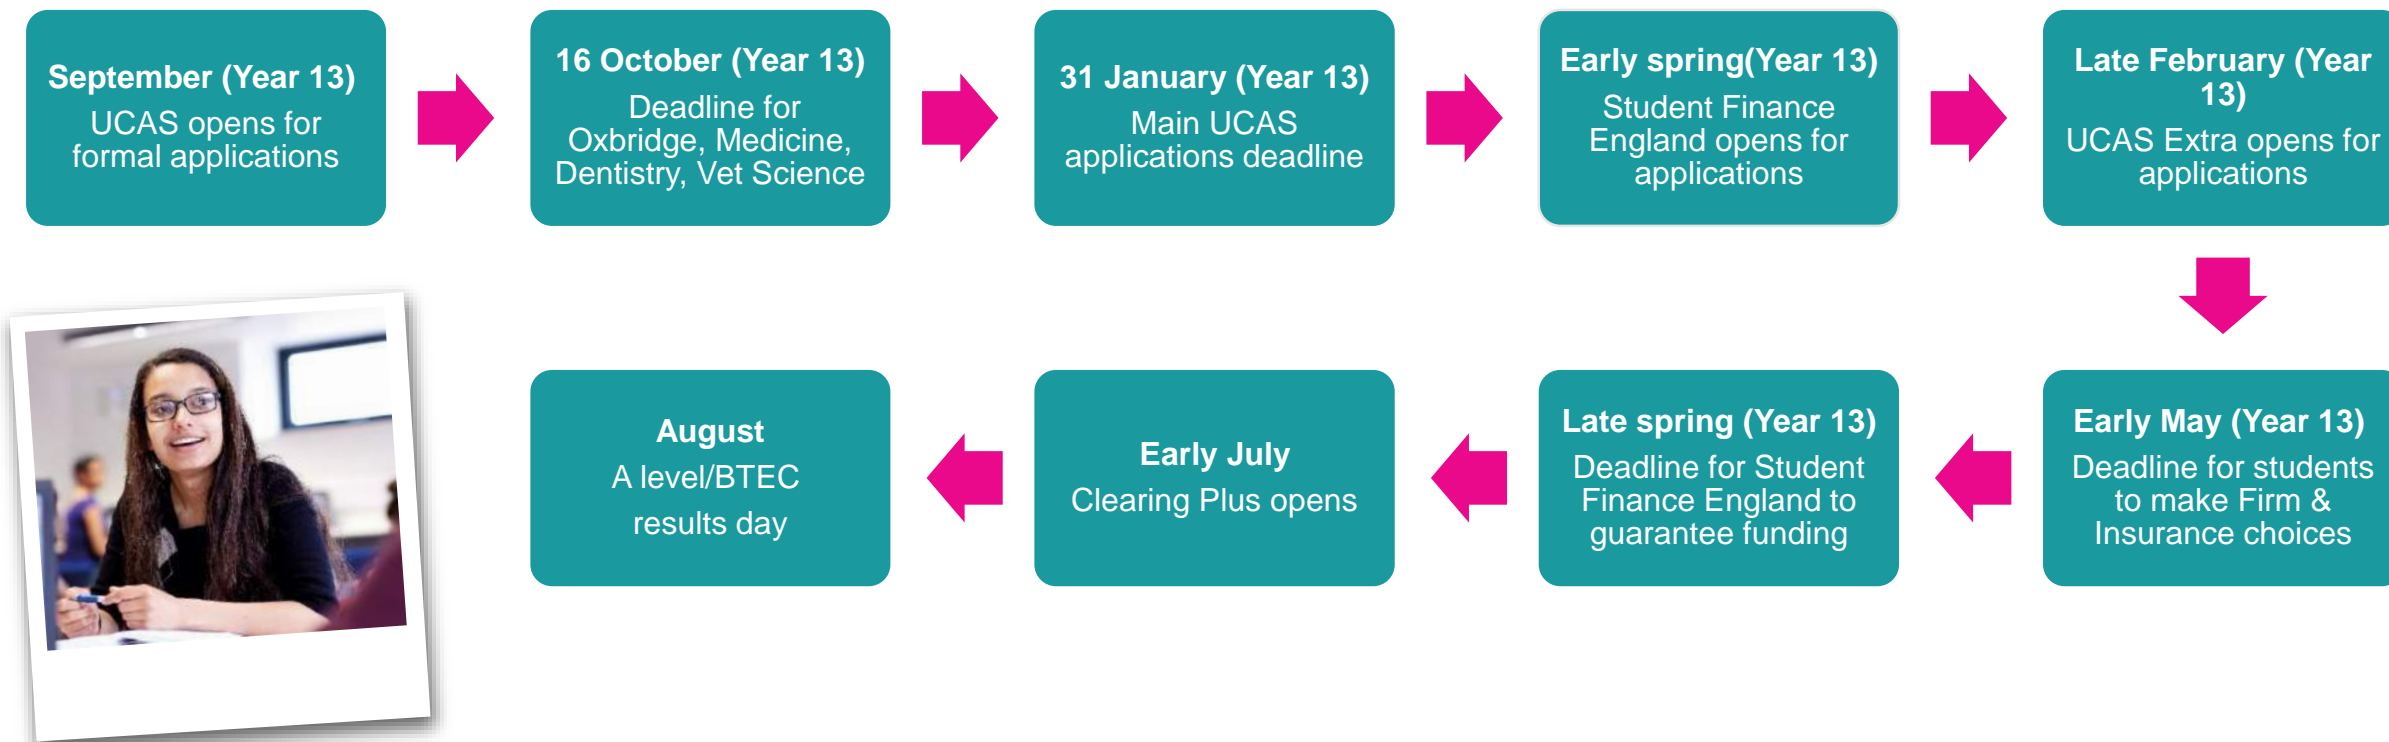 September (Year 13)
UCAS opens for
formal applications
16 October (Year 13)
Deadline for
Oxbridge, Medicine,
Dentistry, Vet Science
31 January (Year 13)
Main UCAS
applications deadline
Early spring(Year 13)
Student Finance
England opens for
applications
Late February (Year
13)
UCAS Extra opens for
applications
Early May (Year 13)
Deadline for students
to make Firm &
Insurance choices
Late spring (Year 13)
Deadline for Student
Finance England to
guarantee funding
Early July
Clearing Plus opens
August
A level/BTEC
results day